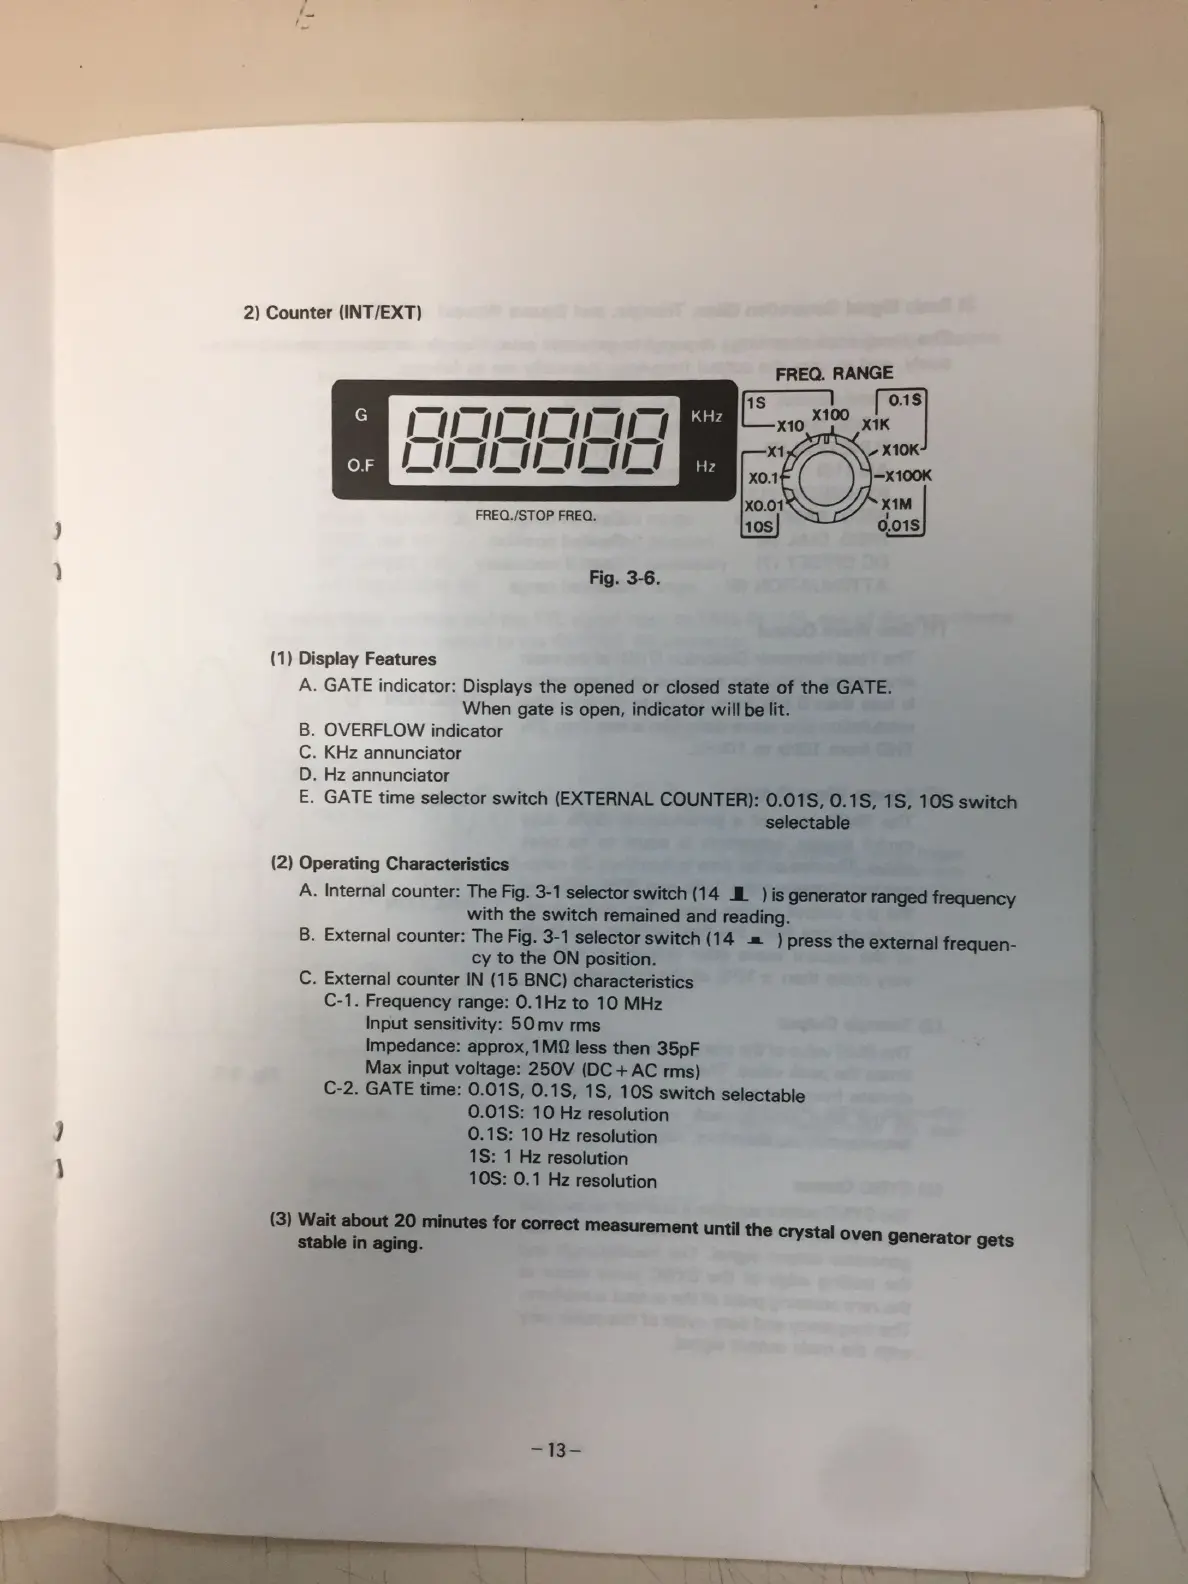 2) Counter (INT/EXT)
FREQ. RANGE
G
O.F
888888
KHz
Hz
FREQ./STOP FREQ.
1S
X10
X100
0.1S
X1K
X10K
X1
X0.1
X0.01
10S
X100K
X1M
0.01S
Fig. 3-6.
(1) Display Features
A. GATE indicator: Displays the opened or closed state of the GATE.
When gate is open, indicator will be lit.
B. OVERFLOW indicator
C. KHz annunciator
D. Hz annunciator
E. GATE time selector switch (EXTERNAL COUNTER): 0.01S, 0.1S, 1S, 10S switch
selectable
(2) Operating Characteristics
A. Internal counter: The Fig. 3-1 selector switch (14 ) is generator ranged frequency
with the switch remained and reading.
B. External counter: The Fig. 3-1 selector switch (14 ) press the external frequen-
cy to the ON position.
C. External counter IN (15 BNC) characteristics
C-1. Frequency range: 0.1Hz to 10 MHz
Input sensitivity: 50mv rms
Impedance: approx,1MΩ less then 35pF
Max input voltage: 250V (DC+AC rms)
C-2. GATE time: 0.01S, 0.1S, 1S, 10S switch selectable
0.01S: 10 Hz resolution
0.1S: 10 Hz resolution
1S: 1 Hz resolution
10S: 0.1 Hz resolution
(3) Wait about 20 minutes for correct measurement until the crystal oven generator gets
stable in aging.
-13-